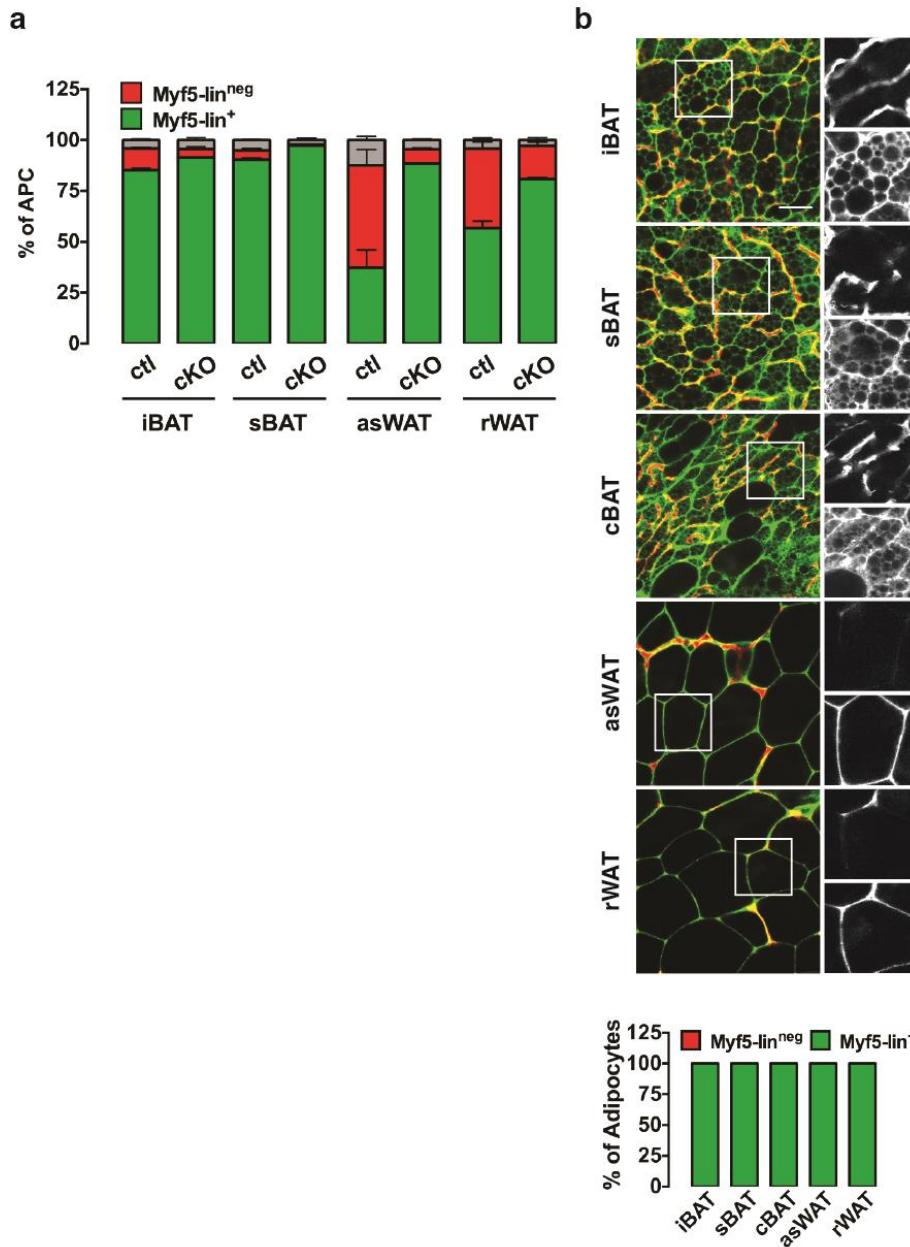 a
125
100
75
50
25
0
% of APC
Myf5-lin^neg
Myf5-lin^+
ctl cKO ctl cKO ctl cKO ctl cKO
iBAT sBAT asWAT rWAT
b
iBAT
sBAT
cBAT
asWAT
rWAT
125
100
75
50
25
0
% of Adipocytes
Myf5-lin^neg Myf5-lin
iBAT sBAT cBAT asWAT rWAT